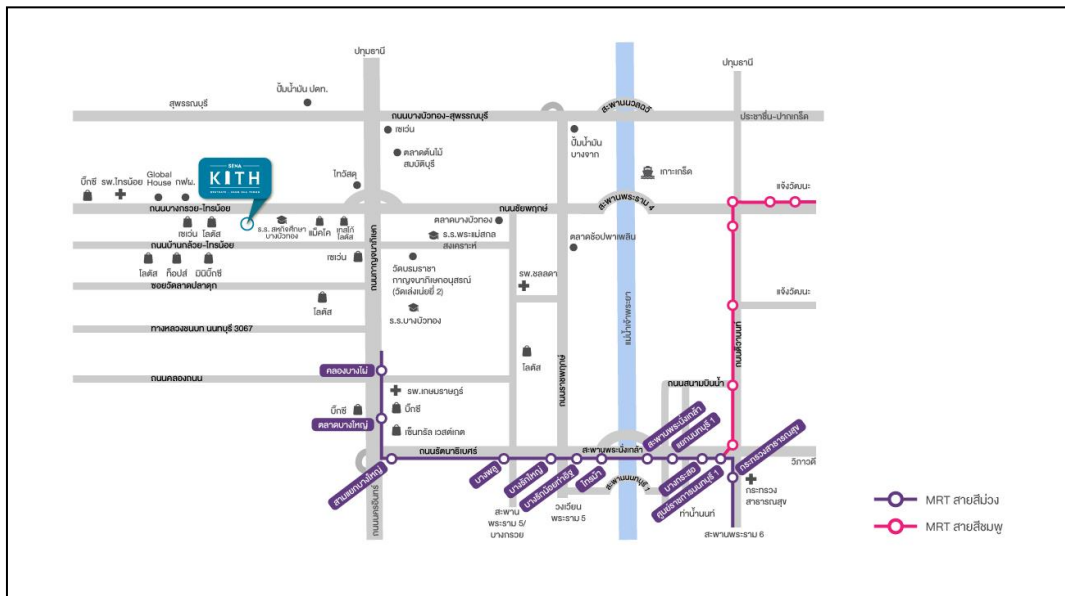 ปทุมธานี
ปทุมธานี
ปั้มน้ำมัน ปตท.
สุพรรณบุรี
ถนนบางบัวทอง-สุพรรณบุรี
สะพานนวลฉวี
ประชาชื่น-ปากเกร็ด
เซเว่น
ตลาดต้นไม้
สมบัติบุรี
ปั้มน้ำมัน
บางจาก
เกาะเกร็ด
SENA
KITH
บิ๊กซี
รพ.ไทรน้อย
Global
House
กฟผ.
ไทวัสดุ
แจ้งวัฒนะ
ถนนบางกรวย-ไทรน้อย
ถนนชัยพฤกษ์
สะพานพระราม 4
เซเว่น
โลตัส
ร.ร. สหกิจศึกษา
บางบัวทอง
แม็คโค
เทสโก้
โลตัส
ตลาดบางบัวทอง
ร.ร.พระแม่สกล
สงเคราะห์
ถนนบ้านกล้วย-ไทรน้อย
ตลาดช้อปพาเพลิน
โลตัส
ท็อปส์
มินิบิ๊กซี
เซเว่น
วัดบรมราชา
กาญจนาภิเษกอนุสรณ์
(วัดเล่งเน่ยยี่ 2)
รพ.ชลลดา
ซอยวัดลาดปลาดุก
ถนนกาญจนาภิเษก
แม่น้ำเจ้าพระยา
แจ้งวัฒนะ
โลตัส
ร.ร.บางบัวทอง
ทางหลวงชนบท นนทบุรี 3067
ถนนติวานนท์
โลตัส
ถนนราชพฤกษ์
คลองบางไผ่
ถนนคลองถนน
รพ.เกษมราษฎร์
ถนนสนามบินน้ำ
บิ๊กซี
บิ๊กซี
ตลาดบางใหญ่
เซ็นทรัล เวสต์เกต
สะพานพระนั่งเกล้า
แยกนนทบุรี 1
ถนนรัตนาธิเบศร์
สะพานพระนั่งเกล้า
กระทรวงสาธารณสุข
วิภาวดี
สามแยกบางใหญ่
บางพลู
บางรักใหญ่
บางรักน้อยท่าอิฐ
ไทรม้า
สะพานนนทบุรี 1
บางกระสอ
ศูนย์ราชการนนทบุรี 1
กระทรวง
สาธารณสุข
ถนนนครอินทร์
สะพาน
พระราม 5/
บางกรวย
วงเวียน
พระราม 5
ท่าน้ำนนท์
สะพานพระราม 6
MRT สายสีม่วง
MRT สายสีชมพู